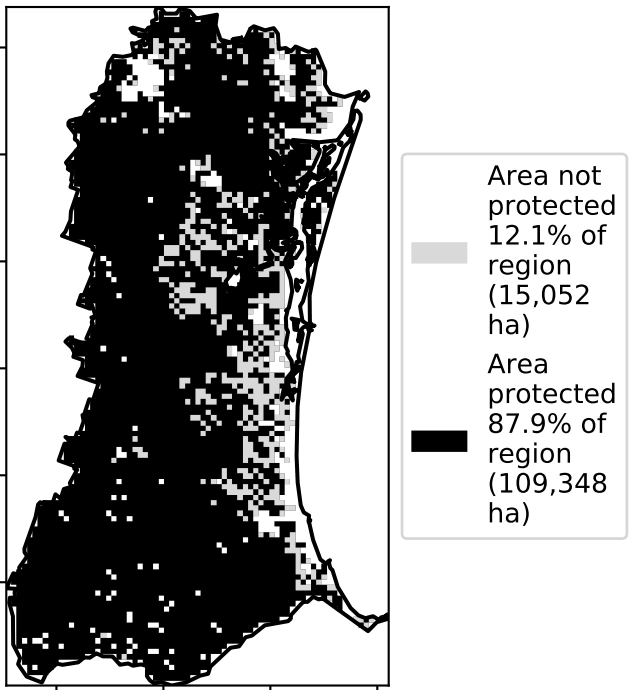 Area not
protected
12.1% of
region
(15,052
ha)
Area
protected
87.9% of
region
(109,348
ha)